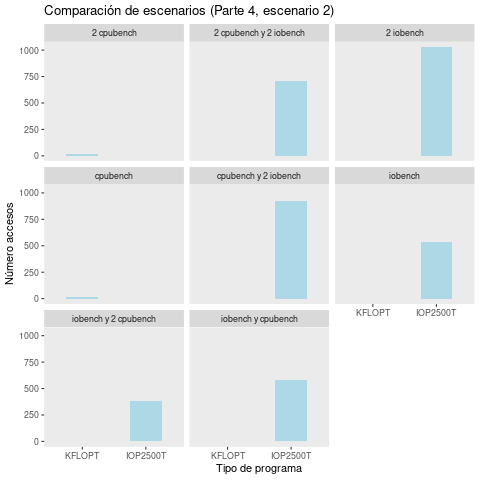 Comparación de escenarios (Parte 4, escenario 2)
2 cpubench
2 cpubench y 2 iobench
2 iobench
1000
750
500
250
0
cpubench
cpubench y 2 iobench
iobench
1000
750
500
250
0
KFLOPT
IOP2500T
iobench y 2 cpubench
iobench y cpubench
1000
750
500
250
0
KFLOPT
IOP2500T
KFLOPT
IOP2500T
Número accesos
Tipo de programa